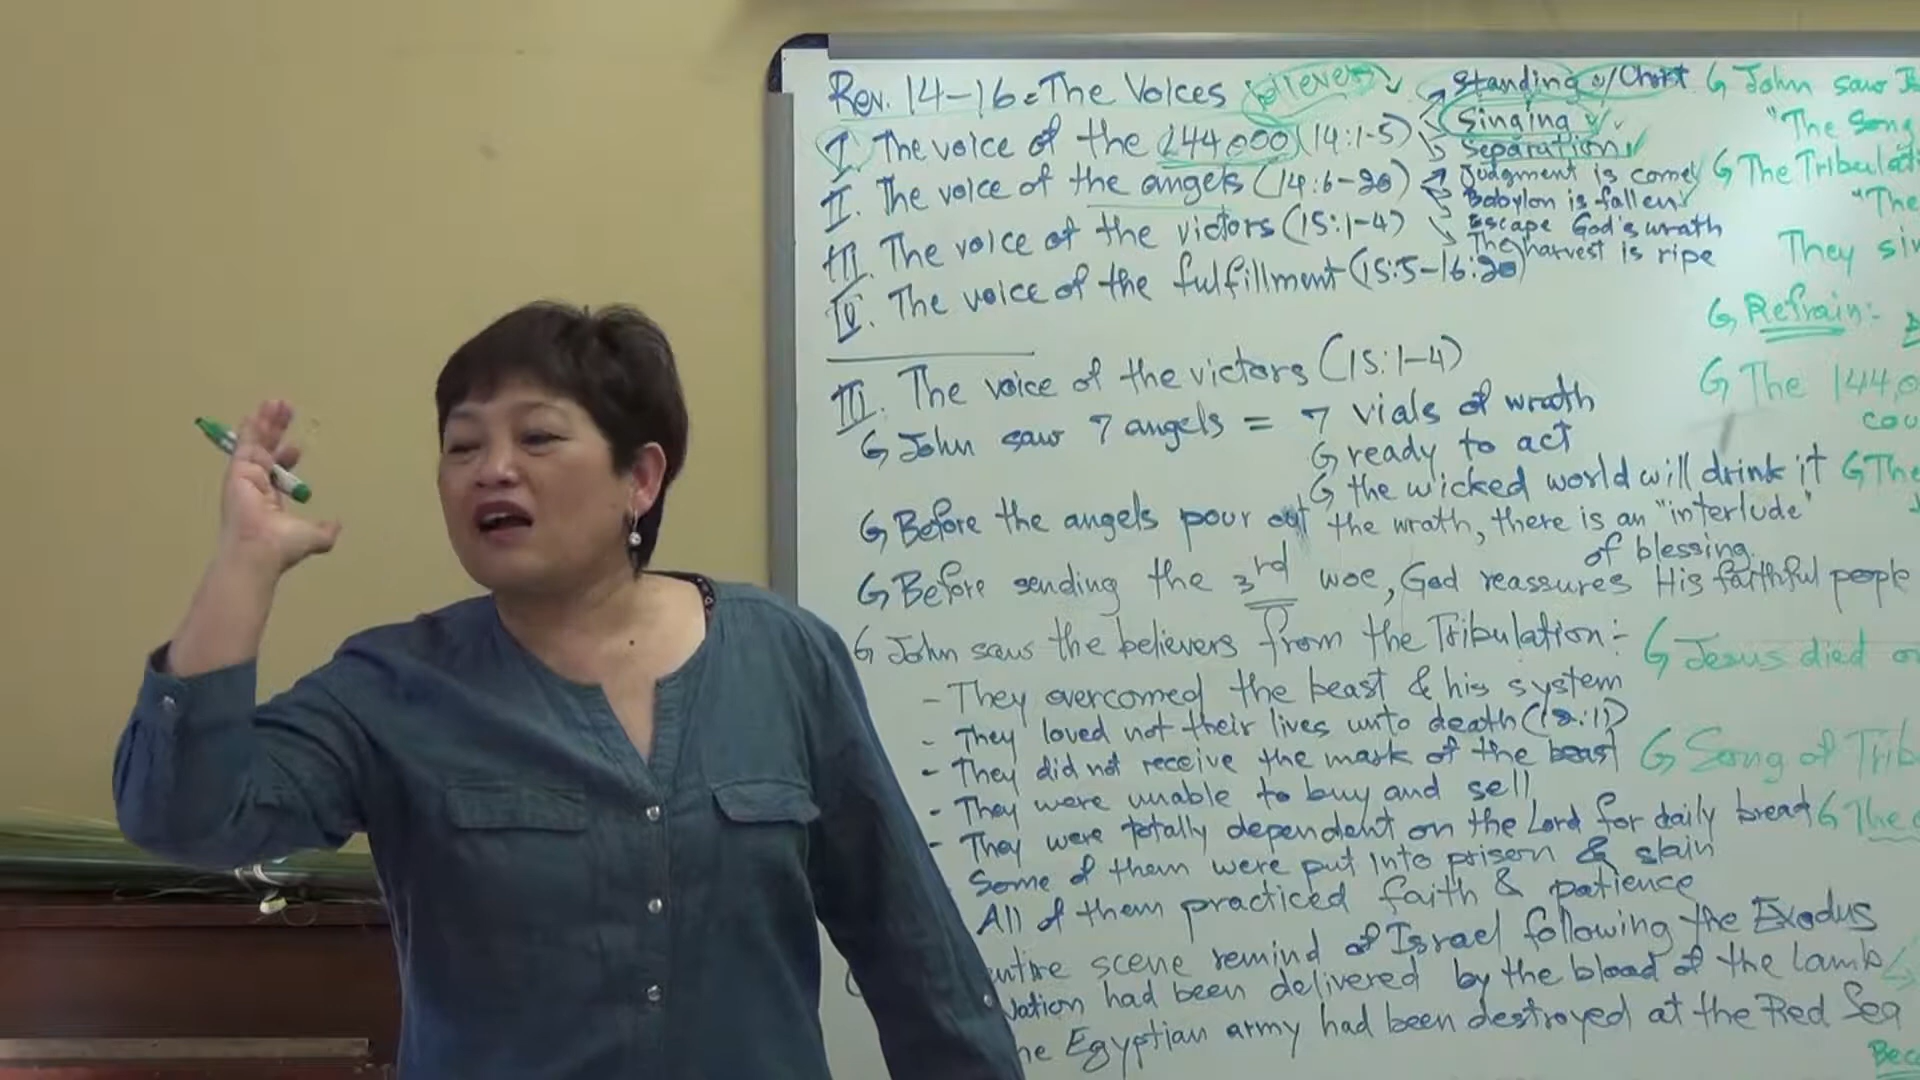 Rev. 14-16 = The Voices believers
I. The voice of the 144,000 (14:1-5)
II. The voice of the angels (14:6-20)
III. The voice of the victors (15:1-4)
IV. The voice of the fulfillment (15:5-16:20)
Standing w/Christ
Singing
Separation
Judgment is come
Babylon is fallen
Escape God's wrath
The harvest is ripe
III. The voice of the victors (15:1-4)
John saw 7 angels = 7 vials of wrath
ready to act
the wicked world will drink it
Before the angels pour out the wrath, there is an "interlude"
of blessing
Before sending the 3rd woe, God reassures His faithful people
John saw the believers from the Tribulation:-
- They overcomed the beast & his system
- They loved not their lives unto death (12:11)
- They did not receive the mark of the beast
- They were unable to buy and sell
- They were totally dependent on the Lord for daily bread
Some of them were put into prison & slain
All of them practiced faith & patience
entire scene remind of Israel following the Exodus
Nation had been delivered by the blood of the lamb
he Egyptian army had been destroyed at the Red Sea
John saw
"The Song
The Tribulati
"The
They sin
Refrain:-
The 144,0
cou
The
Jesus died on
Song of Trib
The
Beca